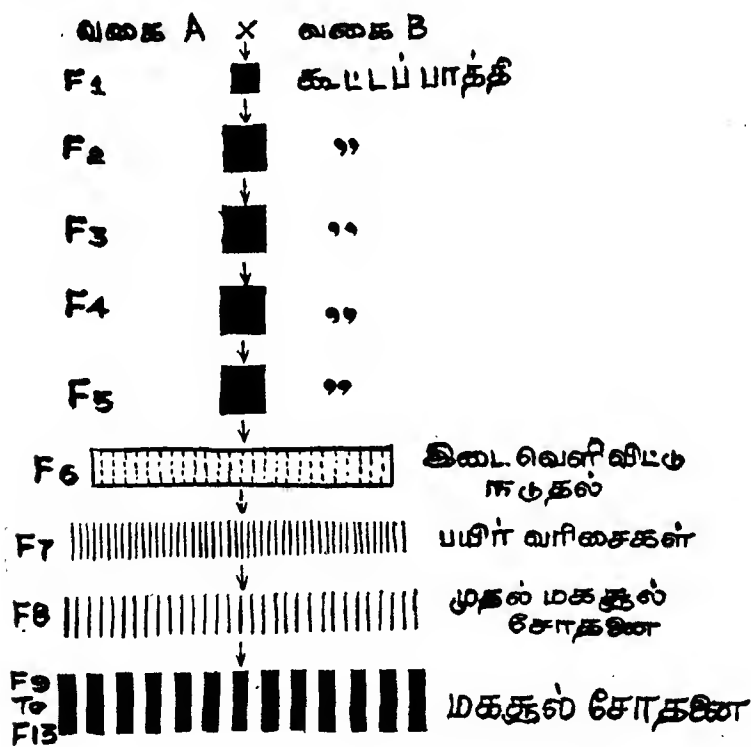 வகை A × வகை B
F1 கூட்டப் பாத்தி
F2 ,,
F3 ,,
F4 ,,
F5 ,,
F6 இடைவெளி விட்டு
நடுதல்
F7 பயிர் வரிசைகள்
F8 முதல் மகசூல்
சோதனை
F9
To
F13 மகசூல் சோதனை